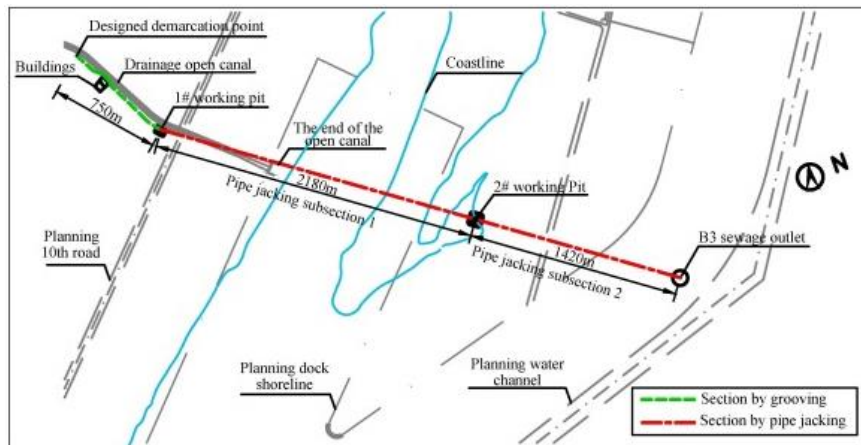 Designed demarcation point
Drainage open canal
Buildings
1# working pit
750m
The end of the
open canal
2180m
Pipe jacking subsection 1
Coastline
2# working Pit
N
B3 sewage outlet
1420m
Pipe jacking subsection 2
Planning
10th road
Planning dock
shoreline
Planning water
channel
Section by grooving
Section by pipe jacking